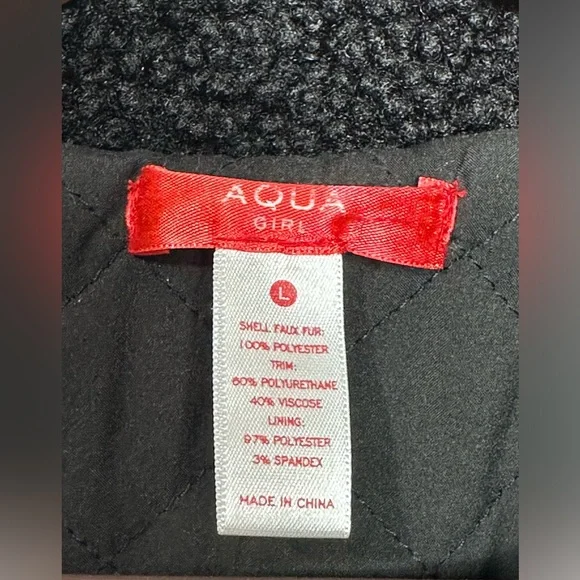 AQUA
GIRL
L
SHELL FAUX FUR:
100% POLYESTER
TRIM:
60% POLYURETHANE
40% VISCOSE
LINING:
97% POLYESTER
3% SPANDEX
MADE IN CHINA